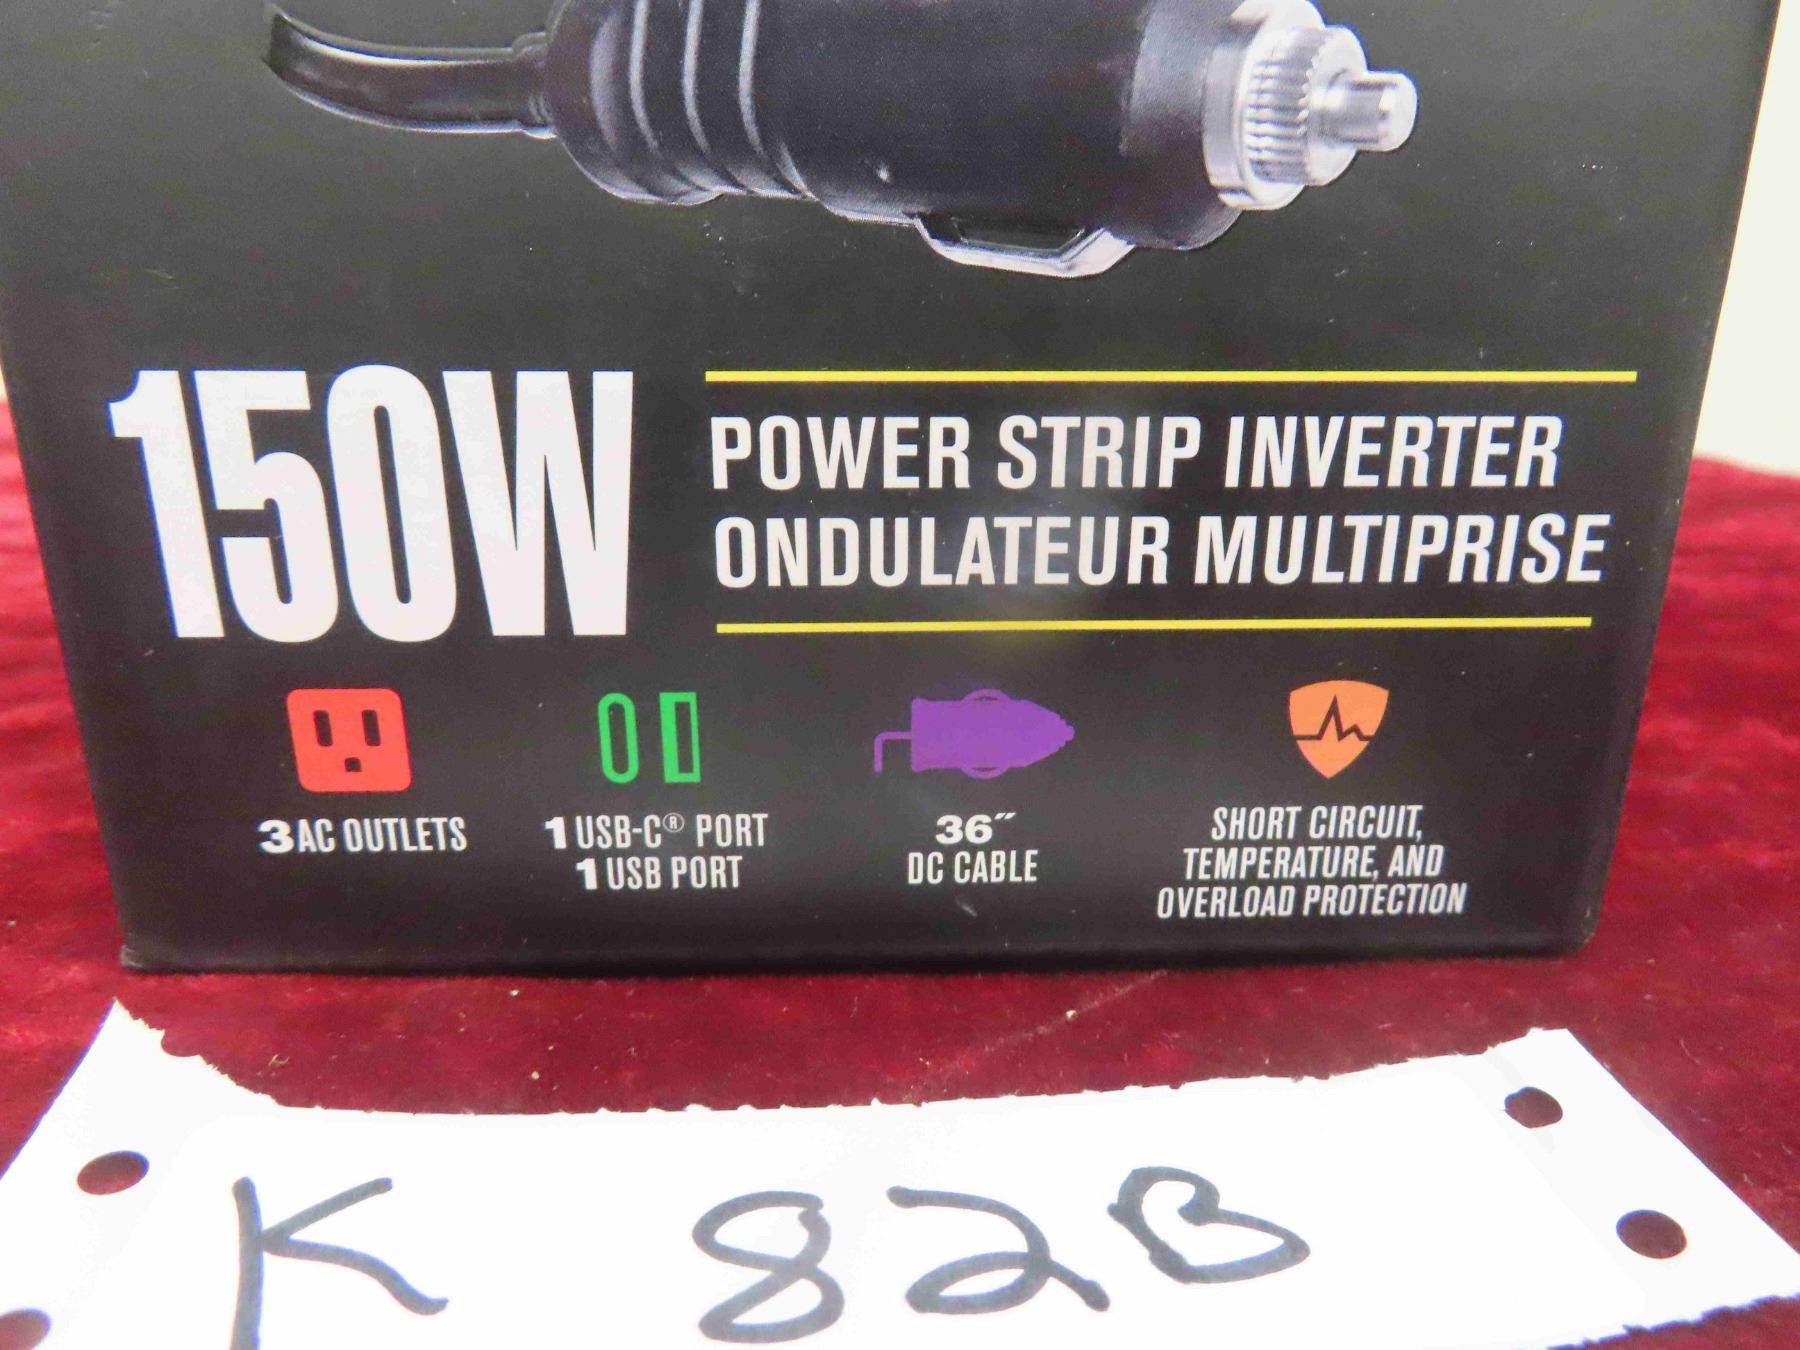 150W
POWER STRIP INVERTER
ONDULATEUR MULTIPRISE
3 AC OUTLETS
1 USB-C® PORT
1 USB PORT
36″
DC CABLE
SHORT CIRCUIT,
TEMPERATURE, AND
OVERLOAD PROTECTION
K 82B